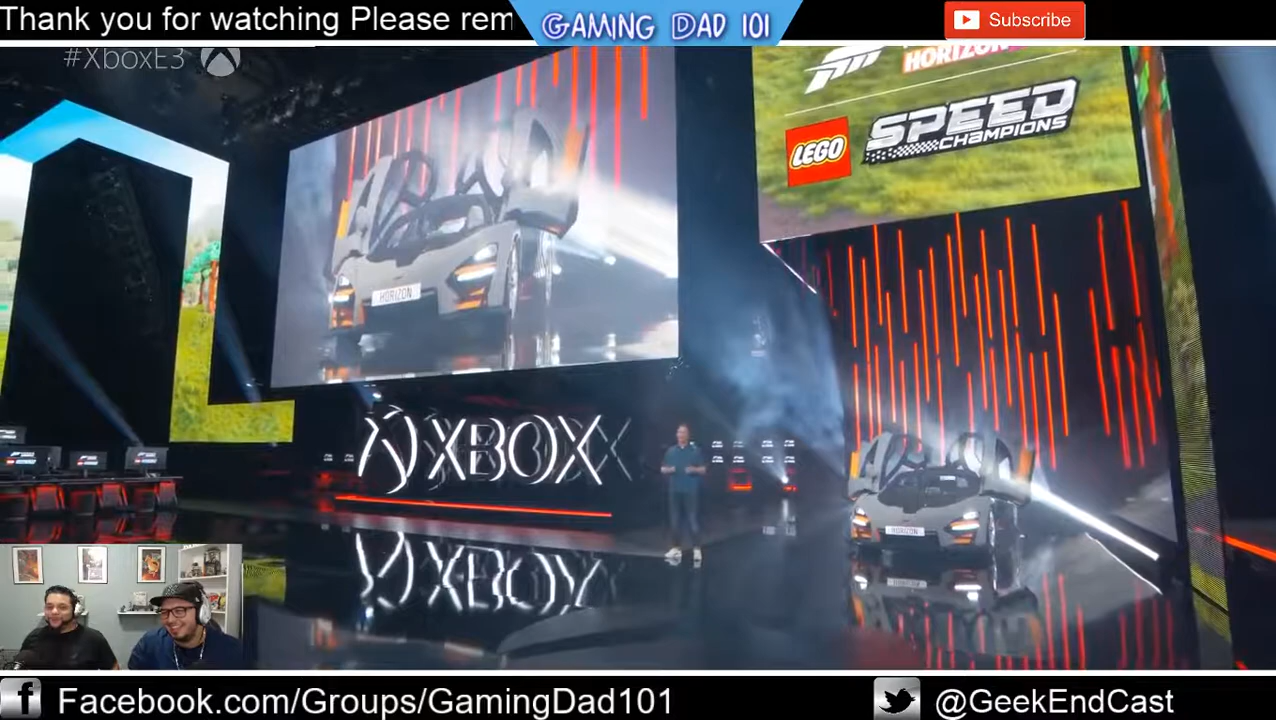 Thank you for watching Please rem
GAMING DAD 101
Subscribe
#XboxE3
HORIZON
LEGO
SPEED
CHAMPIONS
HORIZON
XBOX
HORIZON
Facebook.com/Groups/GamingDad101
@GeekEndCast